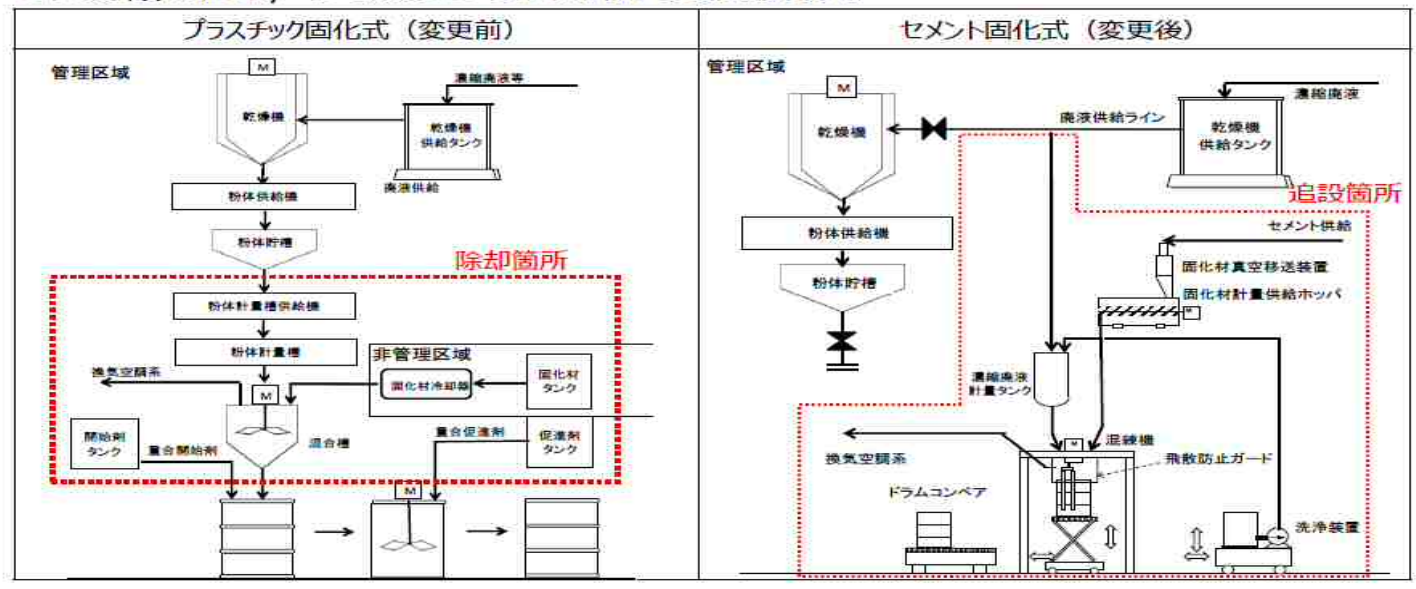 プラスチック固化式（変更前）
管理区域
M
乾燥機
濃縮廃液等
乾燥機
供給タンク
廃液供給
粉体供給機
粉体貯槽
除却箇所
粉体計量槽供給機
粉体計量槽
非管理区域
換気空調系
M
固化材冷却器
固化材
タンク
開始剤
タンク
重合開始剤
混合槽
重合促進剤
促進剤
タンク
M
セメント固化式（変更後）
管理区域
M
乾燥機
廃液供給ライン
濃縮廃液
乾燥機
供給タンク
追設箇所
粉体供給機
セメント供給
粉体貯槽
固化材真空移送装置
固化材計量供給ホッパ
M
濃縮廃液
計量タンク
M
混練機
換気空調系
飛散防止ガード
ドラムコンベア
洗浄装置